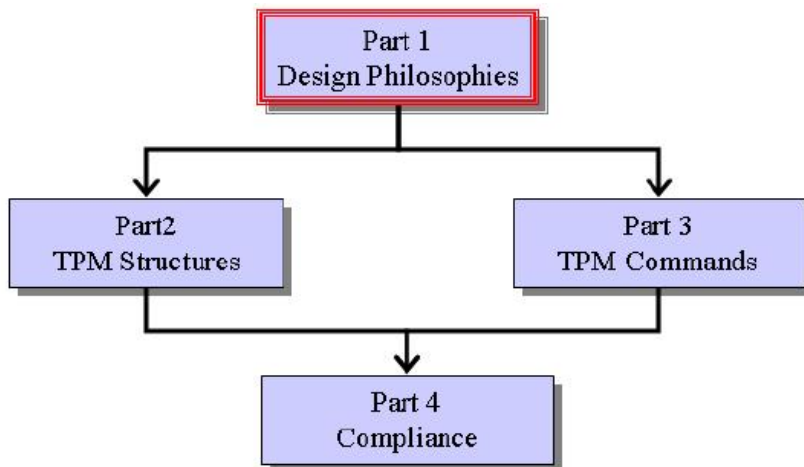 Part 1
Design Philosophies
Part2
TPM Structures
Part 3
TPM Commands
Part 4
Compliance